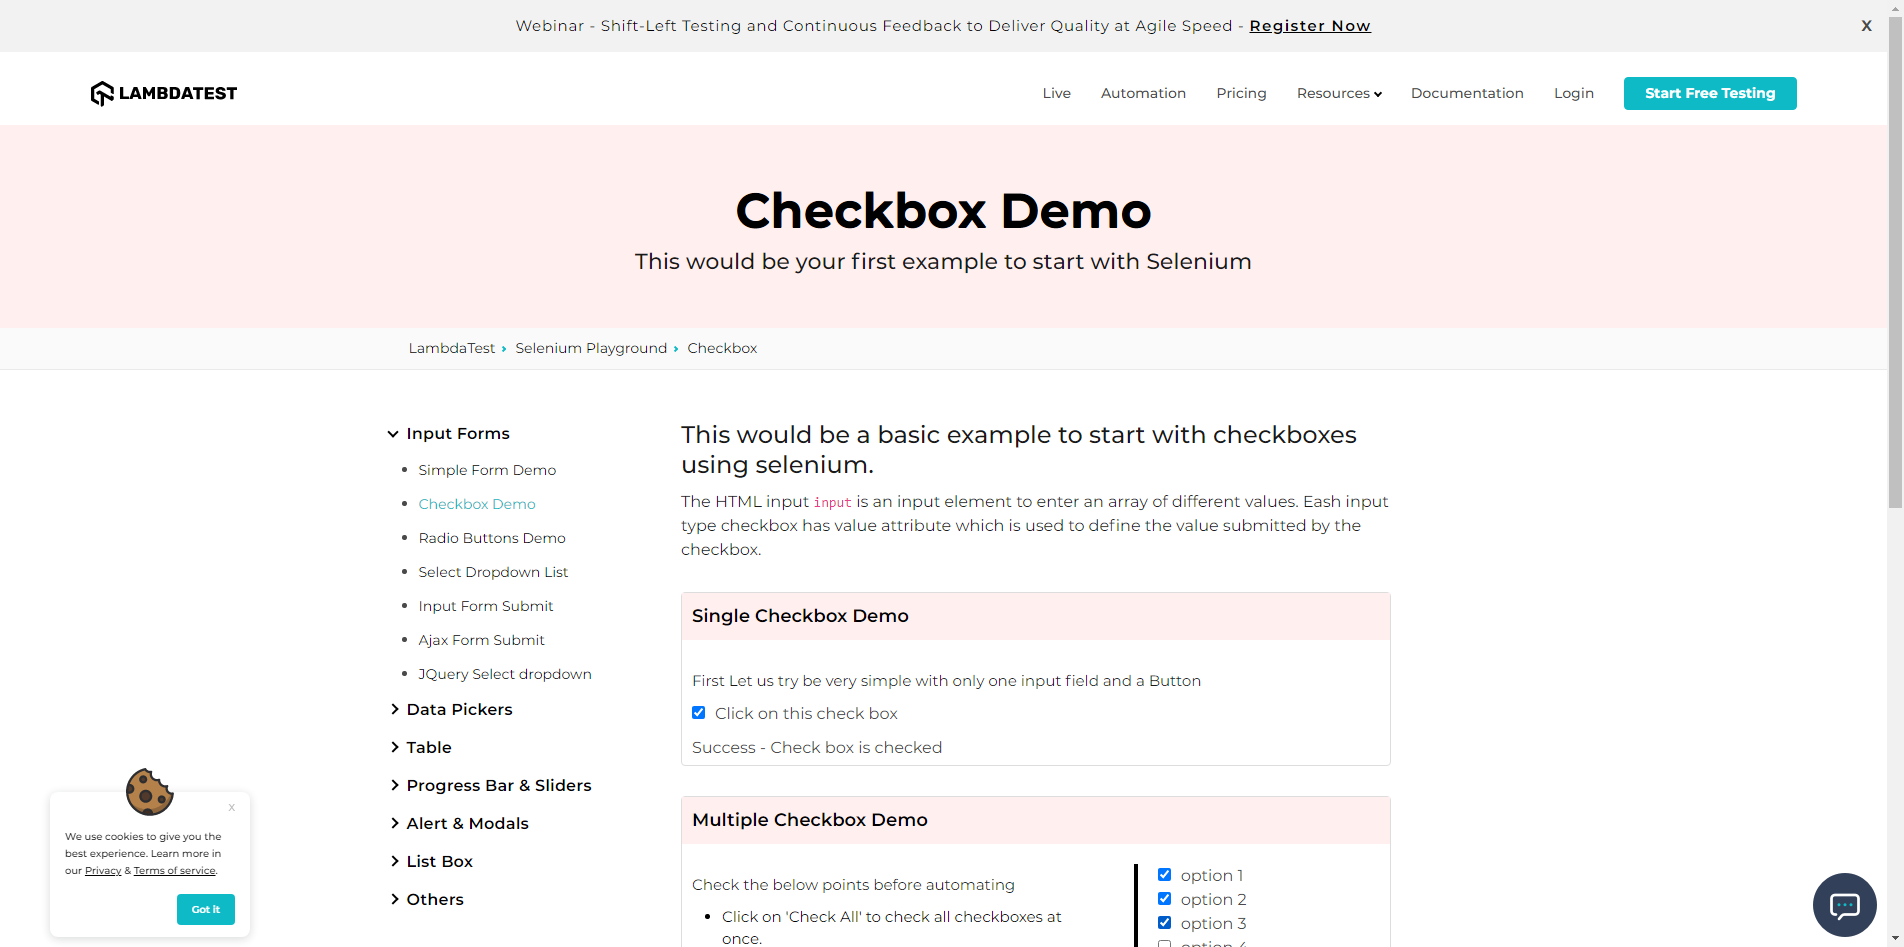 Webinar - Shift-Left Testing and Continuous Feedback to Deliver Quality at Agile Speed - Register Now
X
LAMBDATEST
Live
Automation
Pricing
Resources
Documentation
Login
Start Free Testing
Checkbox Demo
This would be your first example to start with Selenium
LambdaTest › Selenium Playground › Checkbox
Input Forms
Simple Form Demo
Checkbox Demo
Radio Buttons Demo
Select Dropdown List
Input Form Submit
Ajax Form Submit
JQuery Select dropdown
Data Pickers
Table
Progress Bar & Sliders
Alert & Modals
List Box
Others
This would be a basic example to start with checkboxes
using selenium.
The HTML input input is an input element to enter an array of different values. Eash input
type checkbox has value attribute which is used to define the value submitted by the
checkbox.
Single Checkbox Demo
First Let us try be very simple with only one input field and a Button
Click on this check box
Success - Check box is checked
Multiple Checkbox Demo
Check the below points before automating
Click on 'Check All' to check all checkboxes at
once.
option 1
option 2
option 3
option 4
x
We use cookies to give you the
best experience. Learn more in
our Privacy & Terms of service.
Got it